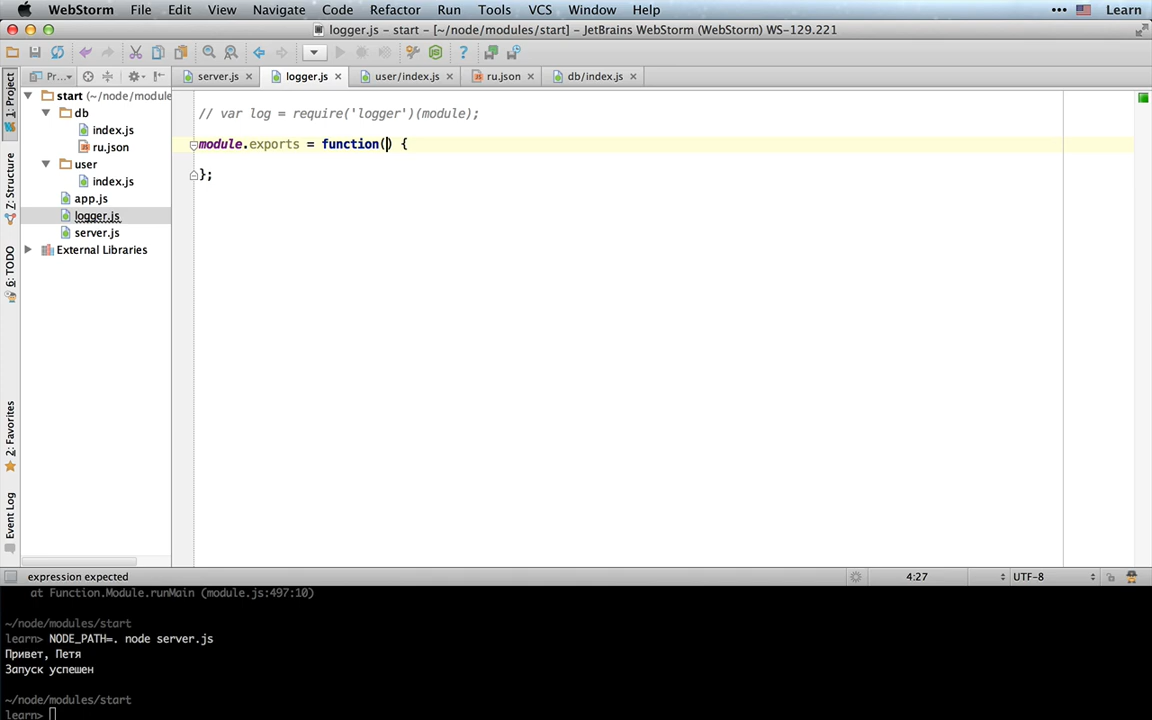 WebStorm File Edit View Navigate Code Refactor Run Tools VCS Window Help Learn
logger.js – start – [~/node/modules/start] – JetBrains WebStorm (WebStorm) WS-129.221
Pr... server.js logger.js user/index.js ru.json db/index.js
1: Project
Z: Structure
6: TODO
2: Favorites
Event Log
start (~/node/module
db
index.js
ru.json
user
index.js
app.js
logger.js
server.js
External Libraries
// var log = require('logger')(module);
module.exports = function() {
};
expression expected 4:27 UTF-8
at Function.Module.runMain (module.js:497:10)
~/node/modules/start
learn> NODE_PATH=. node server.js
Привет, Петя
Запуск успешен
~/node/modules/start
learn>